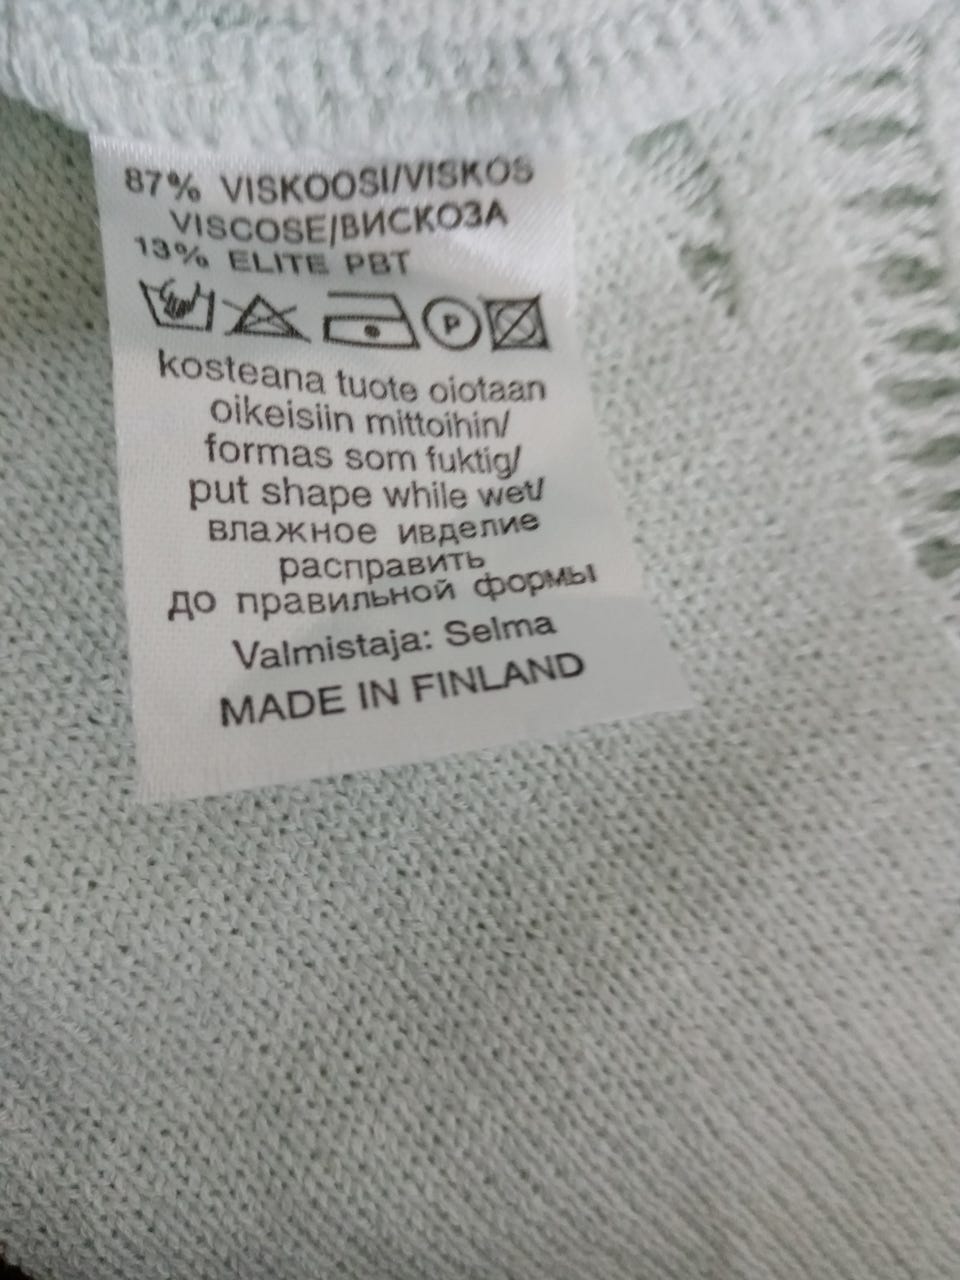 87% VISKOOSI/VISKOS
VISCOSE/ВИСКОЗА
13% ELITE PBT
P
kosteana tuote oiotaan
oikeisiin mittoihin/
formas som fuktig/
put shape while wet/
влажное ивделие
расправить
до правильной формы
Valmistaja: Selma
MADE IN FINLAND